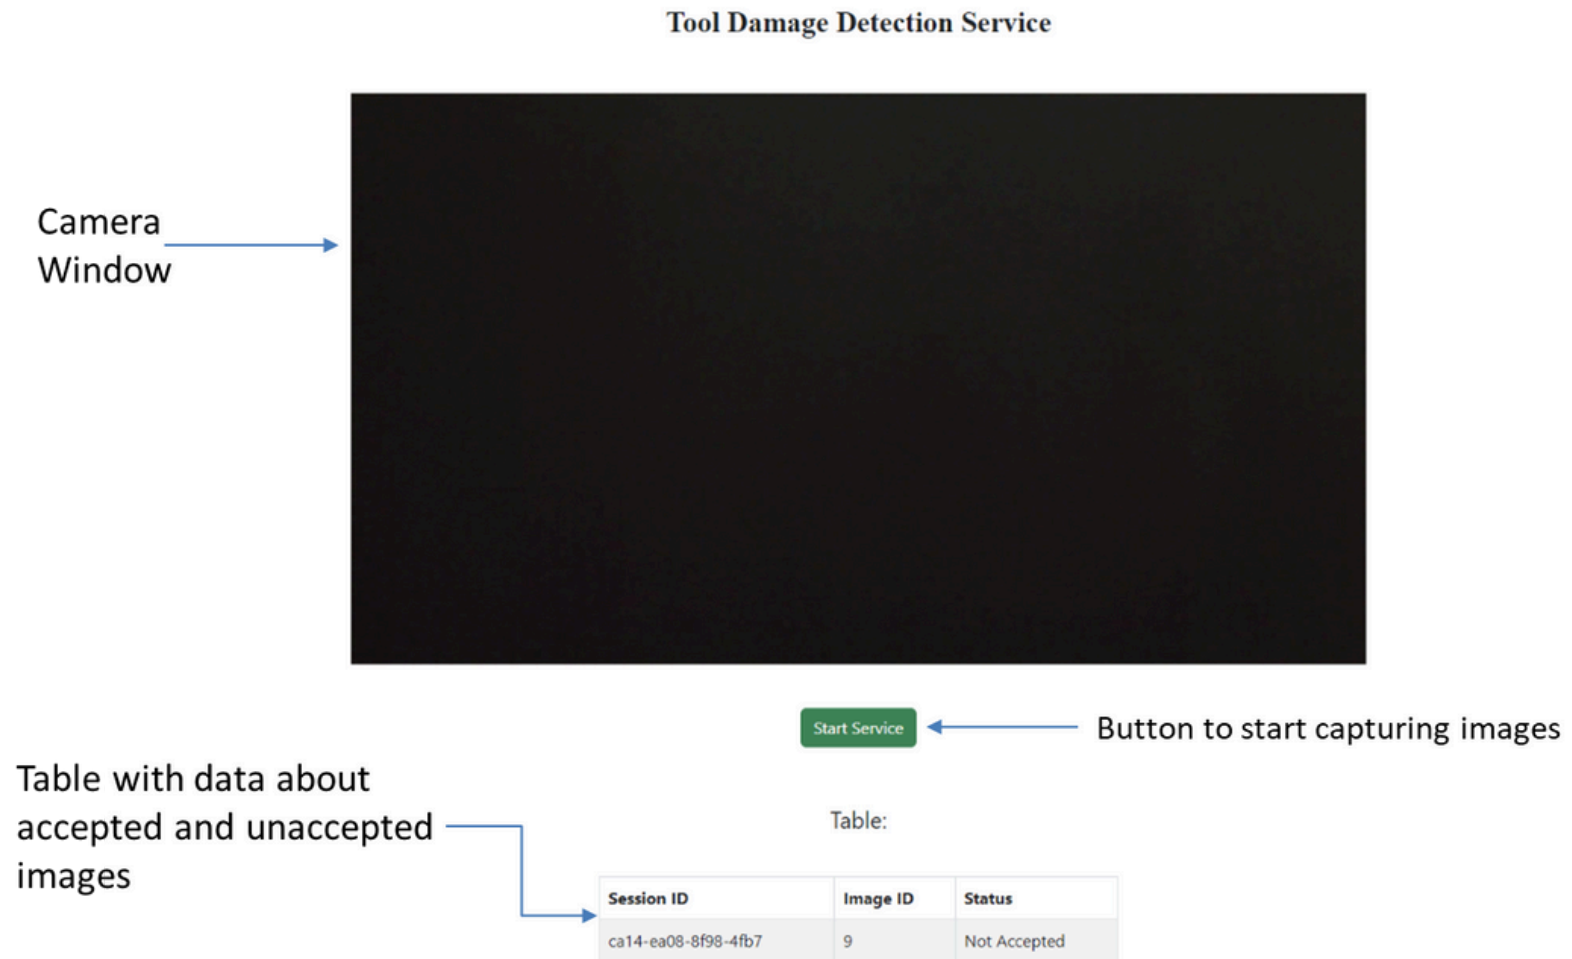 Tool Damage Detection Service
Camera
Window
Start Service
Button to start capturing images
Table with data about
accepted and unaccepted
images
Table:
Session ID Image ID Status
ca14-ea08-8f98-4fb7 9 Not Accepted